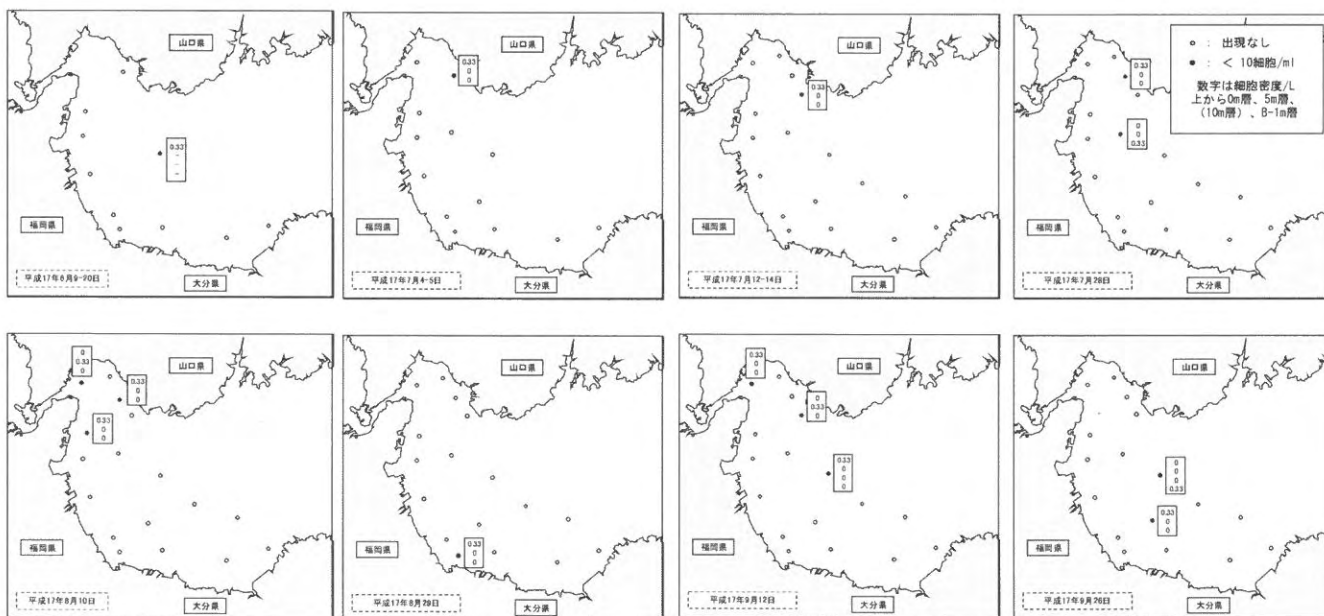 山口県
0.33
-
-
-
福岡県
大分県
平成17年6月9-20日
0.33
0
0
山口県
福岡県
大分県
平成17年7月4-5日
山口県
0.33
0
0
福岡県
大分県
平成17年7月12-14日
○ : 出現なし
● : < 10細胞/ml
数字は細胞密度/L
上から0m層、5m層、
(10m層)、B-1m層
0.33
0
0
0
0
0.33
福岡県
大分県
平成17年7月28日
0
0.33
0
山口県
0.33
0
0
0.33
0
0
福岡県
大分県
平成17年8月10日
山口県
0.33
0
0
福岡県
大分県
平成17年8月29日
0.33
0
0
山口県
0
0.33
0
0.33
0
0
0
福岡県
大分県
平成17年9月12日
山口県
0
0
0
0.33
0.33
0
0
福岡県
大分県
平成17年9月26日